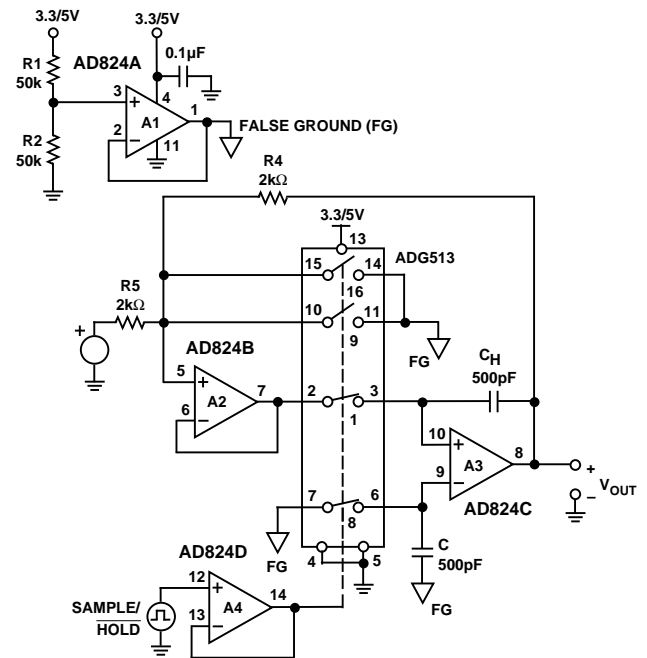 3.3/5V
3.3/5V
R1
50k
AD824A
0.1µF
3
4
1
A1
2
11
FALSE GROUND (FG)
R2
50k
R4
2kΩ
3.3/5V
13
ADG513
15
14
16
R5
2kΩ
10
11
9
FG
AD824B
CH
500pF
5
7
A2
6
2
3
1
10
8
A3
9
VOUT
AD824C
7
6
8
FG
4
5
C
500pF
FG
AD824D
12
14
A4
13
SAMPLE/
HOLD